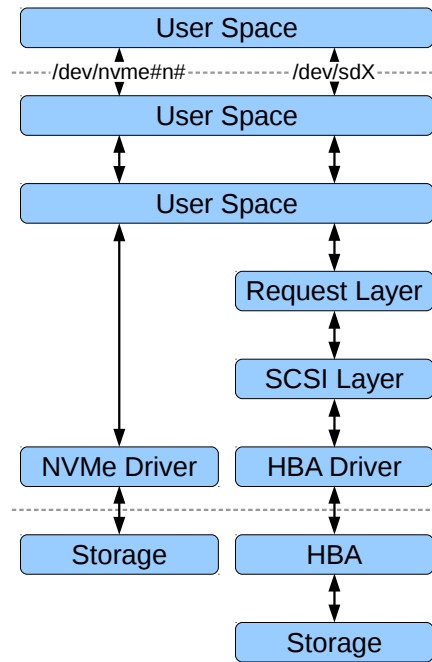 User Space
/dev/nvme#n# /dev/sdX
User Space
User Space
Request Layer
SCSI Layer
NVMe Driver HBA Driver
Storage HBA
Storage